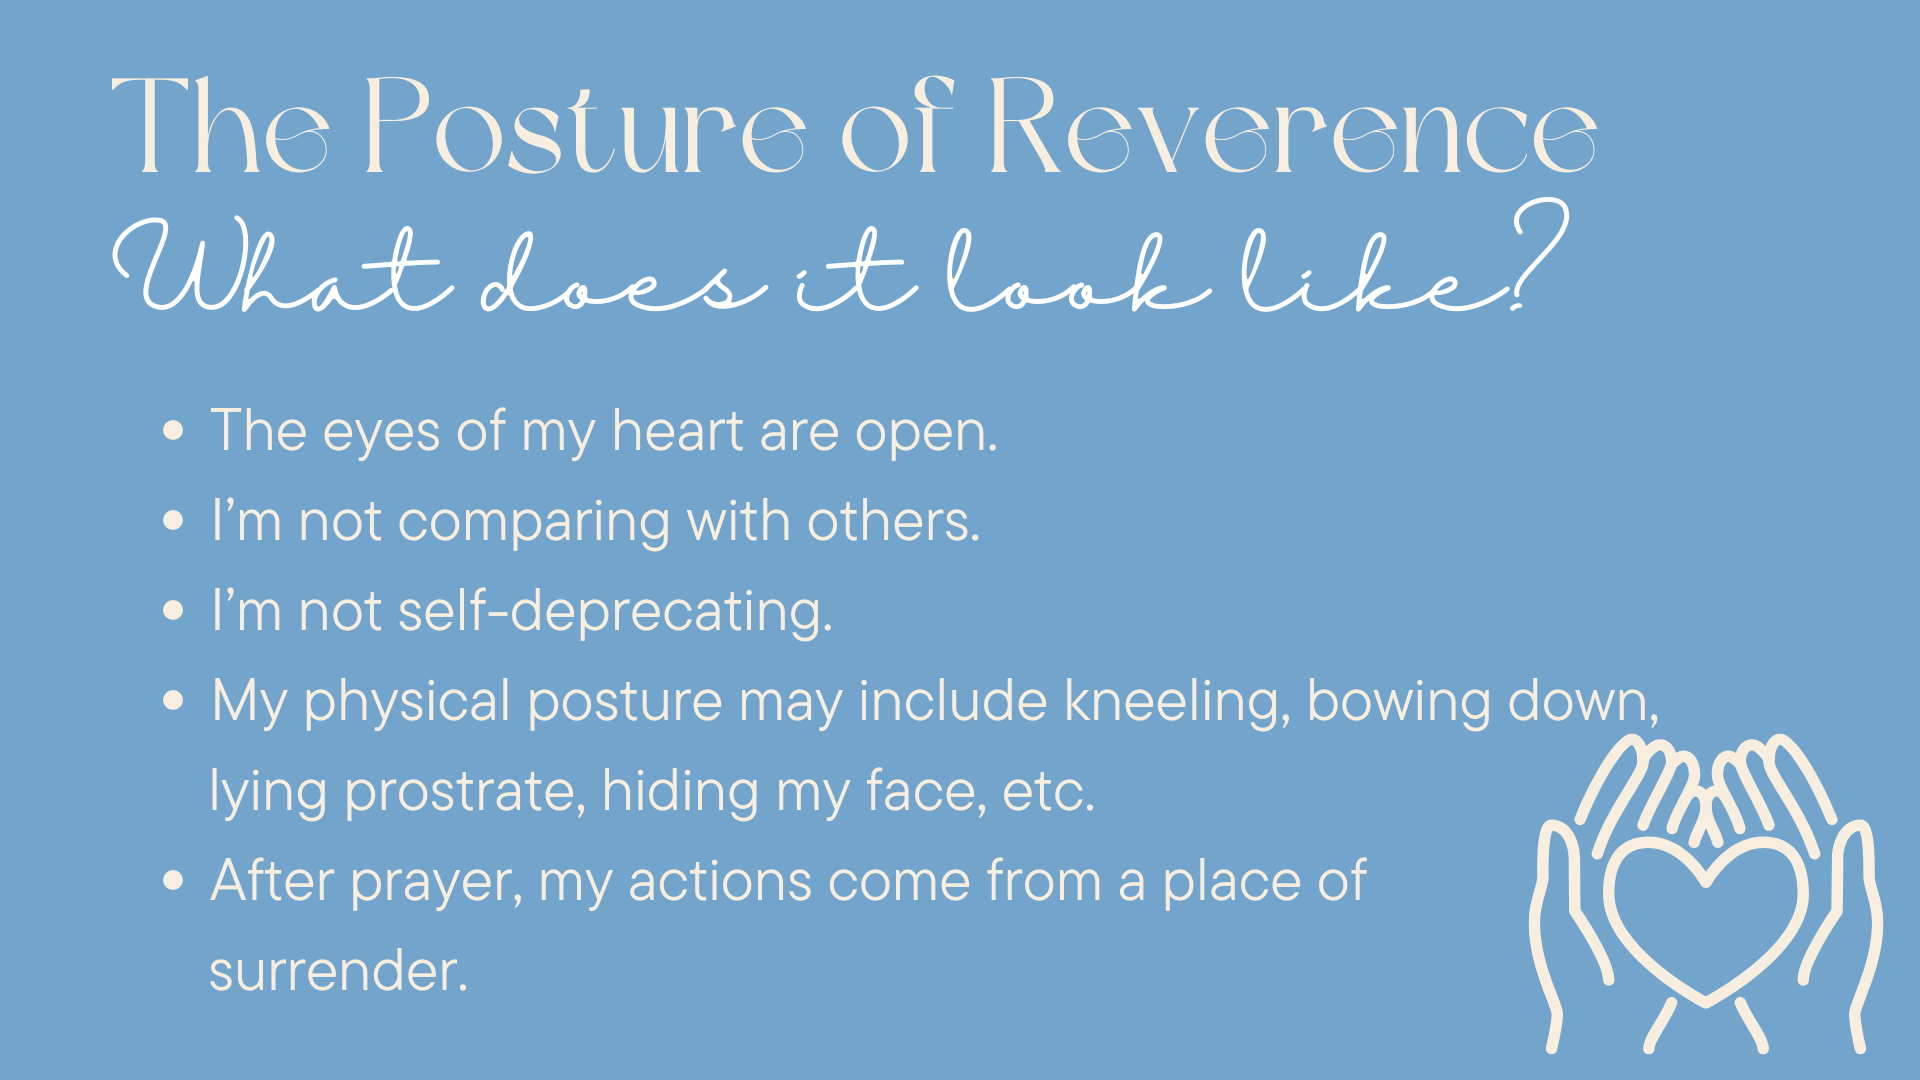 The Posture of Reverence
What does it look like?
• The eyes of my heart are open.
• I’m not comparing with others.
• I’m not self-deprecating.
• My physical posture may include kneeling, bowing down,
lying prostrate, hiding my face, etc.
• After prayer, my actions come from a place of
surrender.